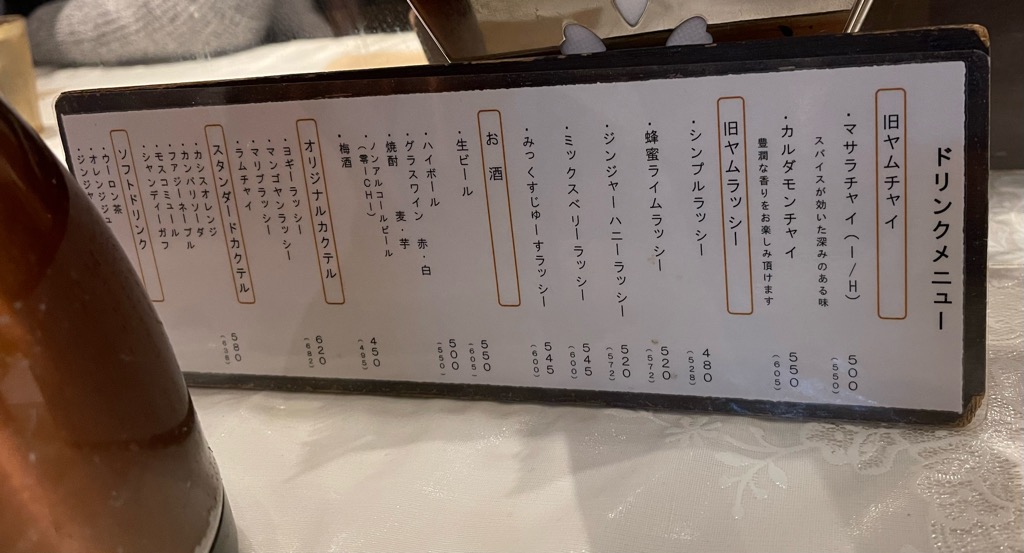 ドリンクメニュー
旧ヤムチャイ
・マサラチャイ(I/H) 500
(550)
スパイスが効いた深みのある味
・カルダモンチャイ 550
(605)
豊潤な香りをお楽しみ頂けます
旧ヤムラッシー
・シンプルラッシー 480
(528)
・蜂蜜ライムラッシー 520
(572)
・ジンジャーハニーラッシー 520
(572)
・ミックスベリーラッシー 545
(600)
・みっくすじゅーすラッシー 545
(600)
お酒
・生ビール 550
(605)
・ハイボール 500
(550)
・グラスワイン 赤・白
・焼酎 麦・芋
・ノンアルコールビール
(零ICHI) 450
(495)
・梅酒
オリジナルカクテル 620
(682)
・ヨギーラッシー
・マンゴヤンラッシー
・マリブラッシー
・ラムチャイ
スタンダードカクテル 580
(638)
・カシスオレンジ
・カンパリソーダ
・ファジーネーブル
・モスコミュール
・シャンディーガフ
ソフトドリンク
・ウーロン茶
・オレンジジュ
・ジンジャ